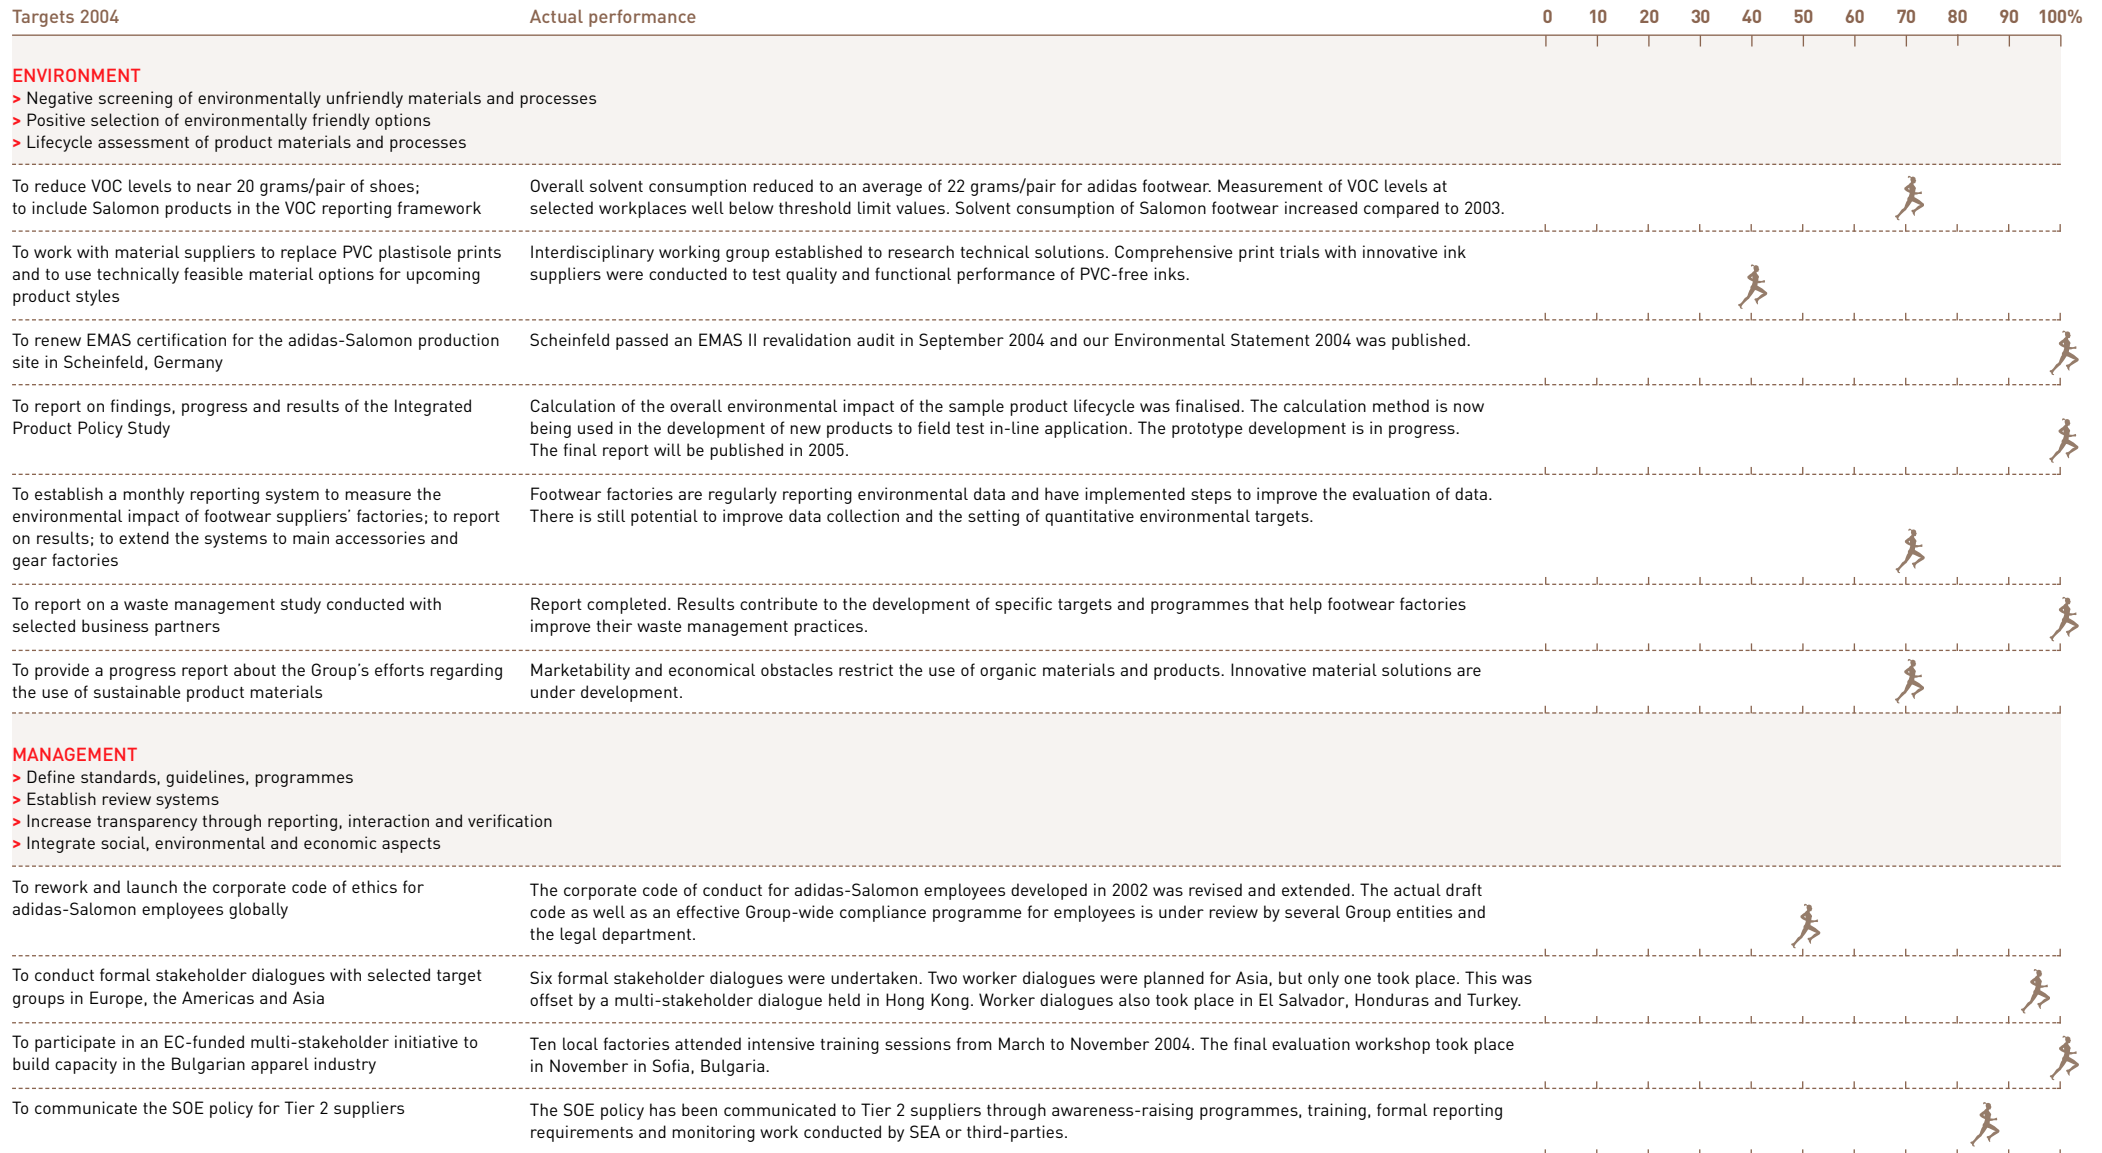 Targets 2004 Actual performance 0 10 20 30 40 50 60 70 80 90 100%
ENVIRONMENT
> Negative screening of environmentally unfriendly materials and processes
> Positive selection of environmentally friendly options
> Lifecycle assessment of product materials and processes
To reduce VOC levels to near 20 grams/pair of shoes;
to include Salomon products in the VOC reporting framework
Overall solvent consumption reduced to an average of 22 grams/pair for adidas footwear. Measurement of VOC levels at
selected workplaces well below threshold limit values. Solvent consumption of Salomon footwear increased compared to 2003.
To work with material suppliers to replace PVC plastisole prints
and to use technically feasible material options for upcoming
product styles
Interdisciplinary working group established to research technical solutions. Comprehensive print trials with innovative ink
suppliers were conducted to test quality and functional performance of PVC-free inks.
To renew EMAS certification for the adidas-Salomon production
site in Scheinfeld, Germany
Scheinfeld passed an EMAS II revalidation audit in September 2004 and our Environmental Statement 2004 was published.
To report on findings, progress and results of the Integrated
Product Policy Study
Calculation of the overall environmental impact of the sample product lifecycle was finalised. The calculation method is now
being used in the development of new products to field test in-line application. The prototype development is in progress.
The final report will be published in 2005.
To establish a monthly reporting system to measure the
environmental impact of footwear suppliers' factories; to report
on results; to extend the systems to main accessories and
gear factories
Footwear factories are regularly reporting environmental data and have implemented steps to improve the evaluation of data.
There is still potential to improve data collection and the setting of quantitative environmental targets.
To report on a waste management study conducted with
selected business partners
Report completed. Results contribute to the development of specific targets and programmes that help footwear factories
improve their waste management practices.
To provide a progress report about the Group's efforts regarding
the use of sustainable product materials
Marketability and economical obstacles restrict the use of organic materials and products. Innovative material solutions are
under development.
MANAGEMENT
> Define standards, guidelines, programmes
> Establish review systems
> Increase transparency through reporting, interaction and verification
> Integrate social, environmental and economic aspects
To rework and launch the corporate code of ethics for
adidas-Salomon employees globally
The corporate code of conduct for adidas-Salomon employees developed in 2002 was revised and extended. The actual draft
code as well as an effective Group-wide compliance programme for employees is under review by several Group entities and
the legal department.
To conduct formal stakeholder dialogues with selected target
groups in Europe, the Americas and Asia
Six formal stakeholder dialogues were undertaken. Two worker dialogues were planned for Asia, but only one took place. This was
offset by a multi-stakeholder dialogue held in Hong Kong. Worker dialogues also took place in El Salvador, Honduras and Turkey.
To participate in an EC-funded multi-stakeholder initiative to
build capacity in the Bulgarian apparel industry
Ten local factories attended intensive training sessions from March to November 2004. The final evaluation workshop took place
in November in Sofia, Bulgaria.
To communicate the SOE policy for Tier 2 suppliers
The SOE policy has been communicated to Tier 2 suppliers through awareness-raising programmes, training, formal reporting
requirements and monitoring work conducted by SEA or third-parties.